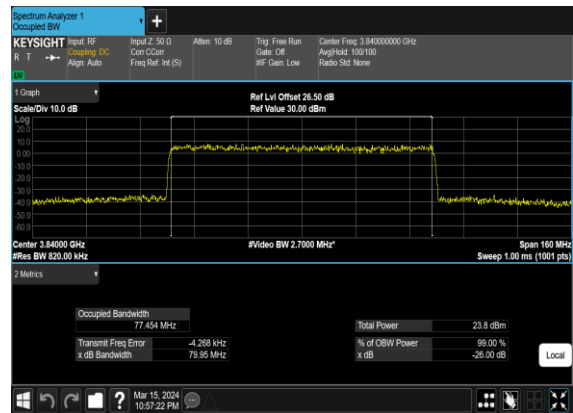 Spectrum Analyzer 1
Occupied BW
KEYSIGHT Input: RF Input Z: 50 Ω Atten: 10 dB Trig: Free Run Center Freq: 3.840000000 GHz
R T Coupling: DC Corr CCorr Gate: Off Avg|Hold: 100/100
Align: Auto Freq Ref: Int (S) #IF Gain: Low Radio Std: None
LV
1 Graph
Ref Lvl Offset 26.50 dB
Scale/Div 10.0 dB Ref Value 30.00 dBm
Log
20.0
10.0
0.00
-10.0
-20.0
-30.0
-40.0
-50.0
-60.0
Center 3.84000 GHz #Video BW 2.7000 MHz* Span 160 MHz
#Res BW 820.00 kHz Sweep 1.00 ms (1001 pts)
2 Metrics
Occupied Bandwidth
77.454 MHz Total Power 23.8 dBm
Transmit Freq Error -4.268 kHz % of OBW Power 99.00 %
x dB Bandwidth 79.95 MHz x dB -26.00 dB
Local
? Mar 15, 2024
10:57:22 PM